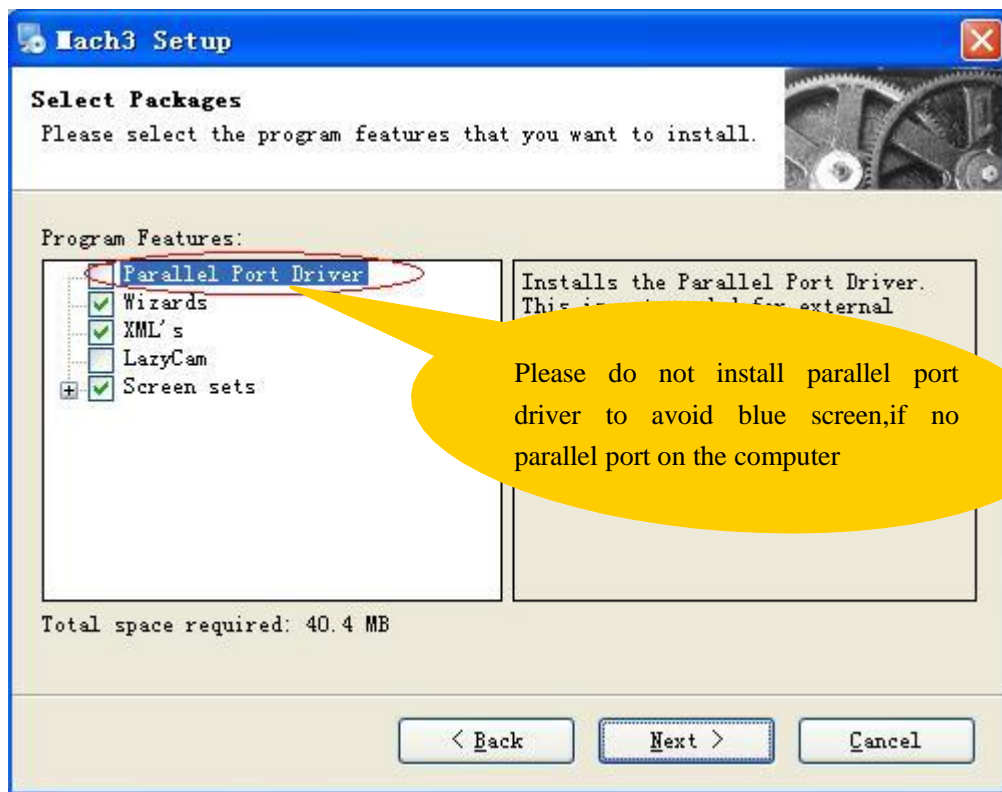 Mach3 Setup
Select Packages
Please select the program features that you want to install.
Program Features:
Parallel Port Driver
Wizards
XML's
LazyCam
Screen sets
Installs the Parallel Port Driver.
This external
Please do not install parallel port
driver to avoid blue screen,if no
parallel port on the computer
Total space required: 40.4 MB
< Back
Next >
Cancel